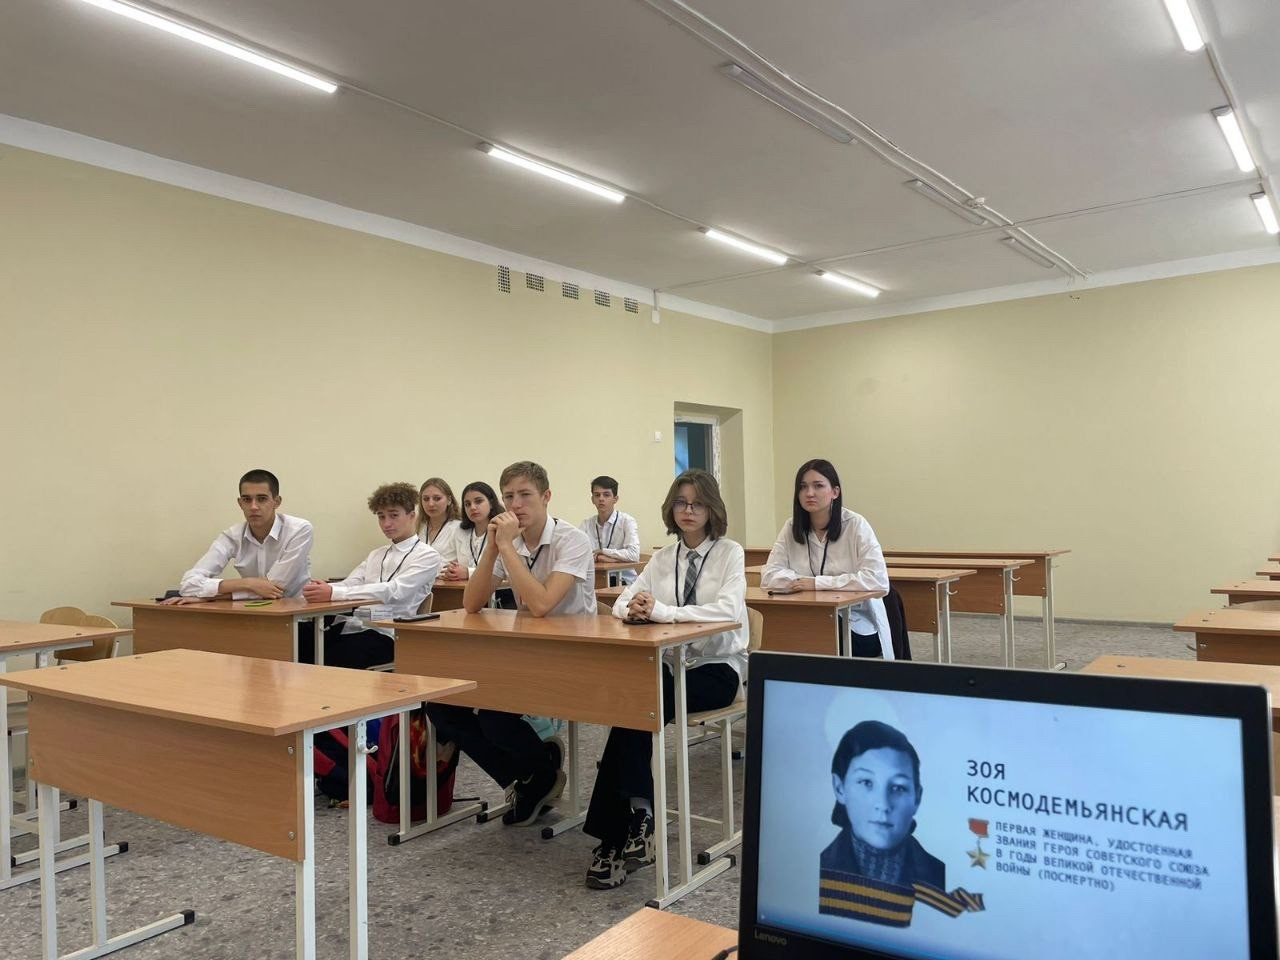 ЗОЯ
КОСМОДЕМЬЯНСКАЯ
ПЕРВАЯ ЖЕНЩИНА, УДОСТОЕННАЯ
ЗВАНИЯ ГЕРОЯ СОВЕТСКОГО СОЮЗА
В ГОДЫ ВЕЛИКОЙ ОТЕЧЕСТВЕННОЙ
ВОЙНЫ (ПОСМЕРТНО)
Lenovo